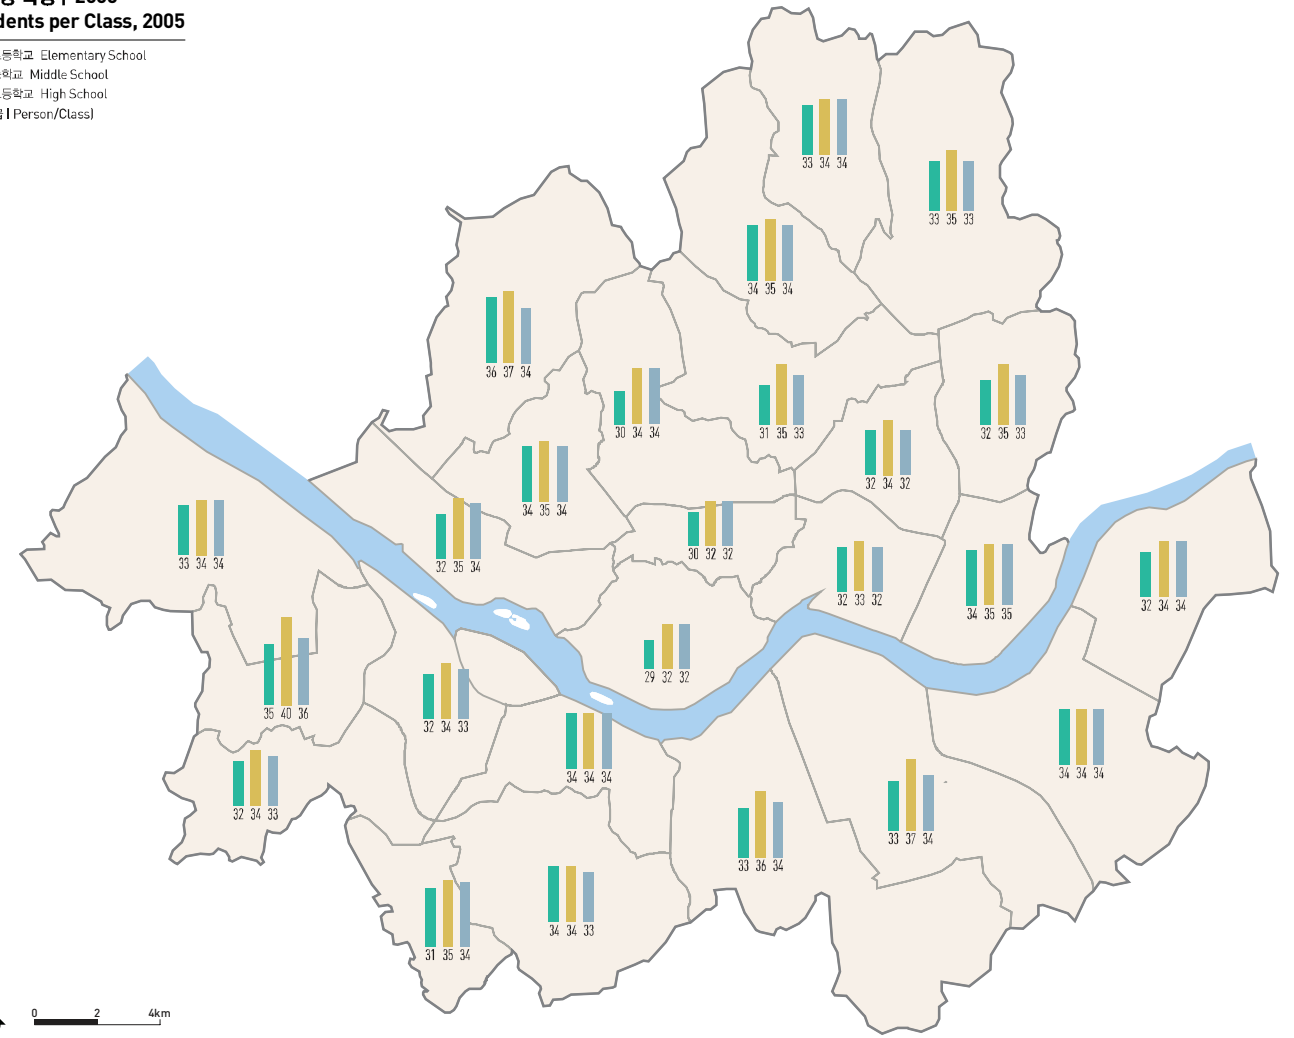 2005
dents per Class, 2005
등학교 Elementary School
학교 Middle School
등학교 High School
Person/Class)
33 34 34
33 35 33
34 35 34
36 37 34
30 34 34
31 35 33
32 35 33
32 34 32
34 35 34
33 34 34
32 35 34
30 32 32
32 33 32
34 35 35
32 34 34
29 32 32
35 40 36
32 34 33
34 34 34
34 34 34
32 34 33
33 37 34
33 36 34
34 34 33
31 35 34
0 2 4km